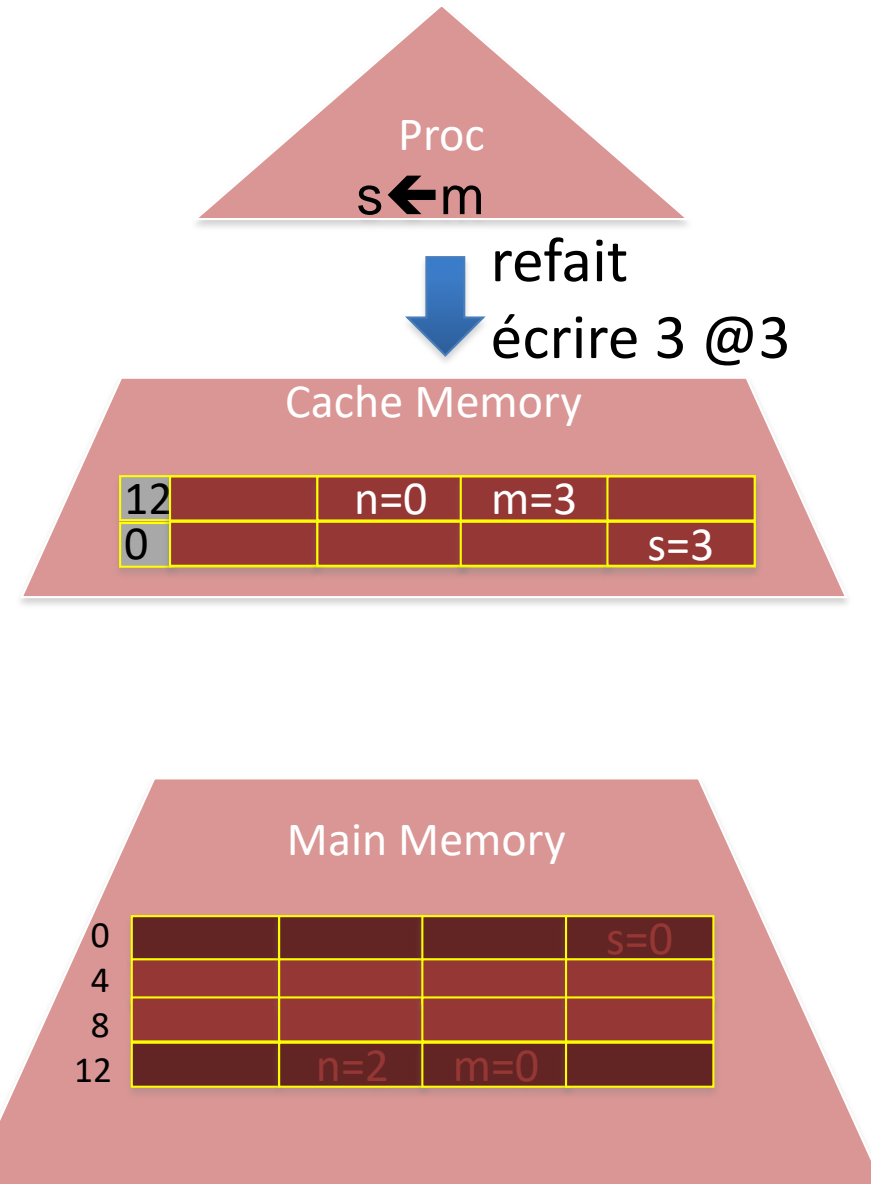 Proc
s🡸m
refait
écrire 3 @3
Cache Memory
12 n=0 m=3
0 s=3
Main Memory
0 s=0
4
8
12 n=2 m=0